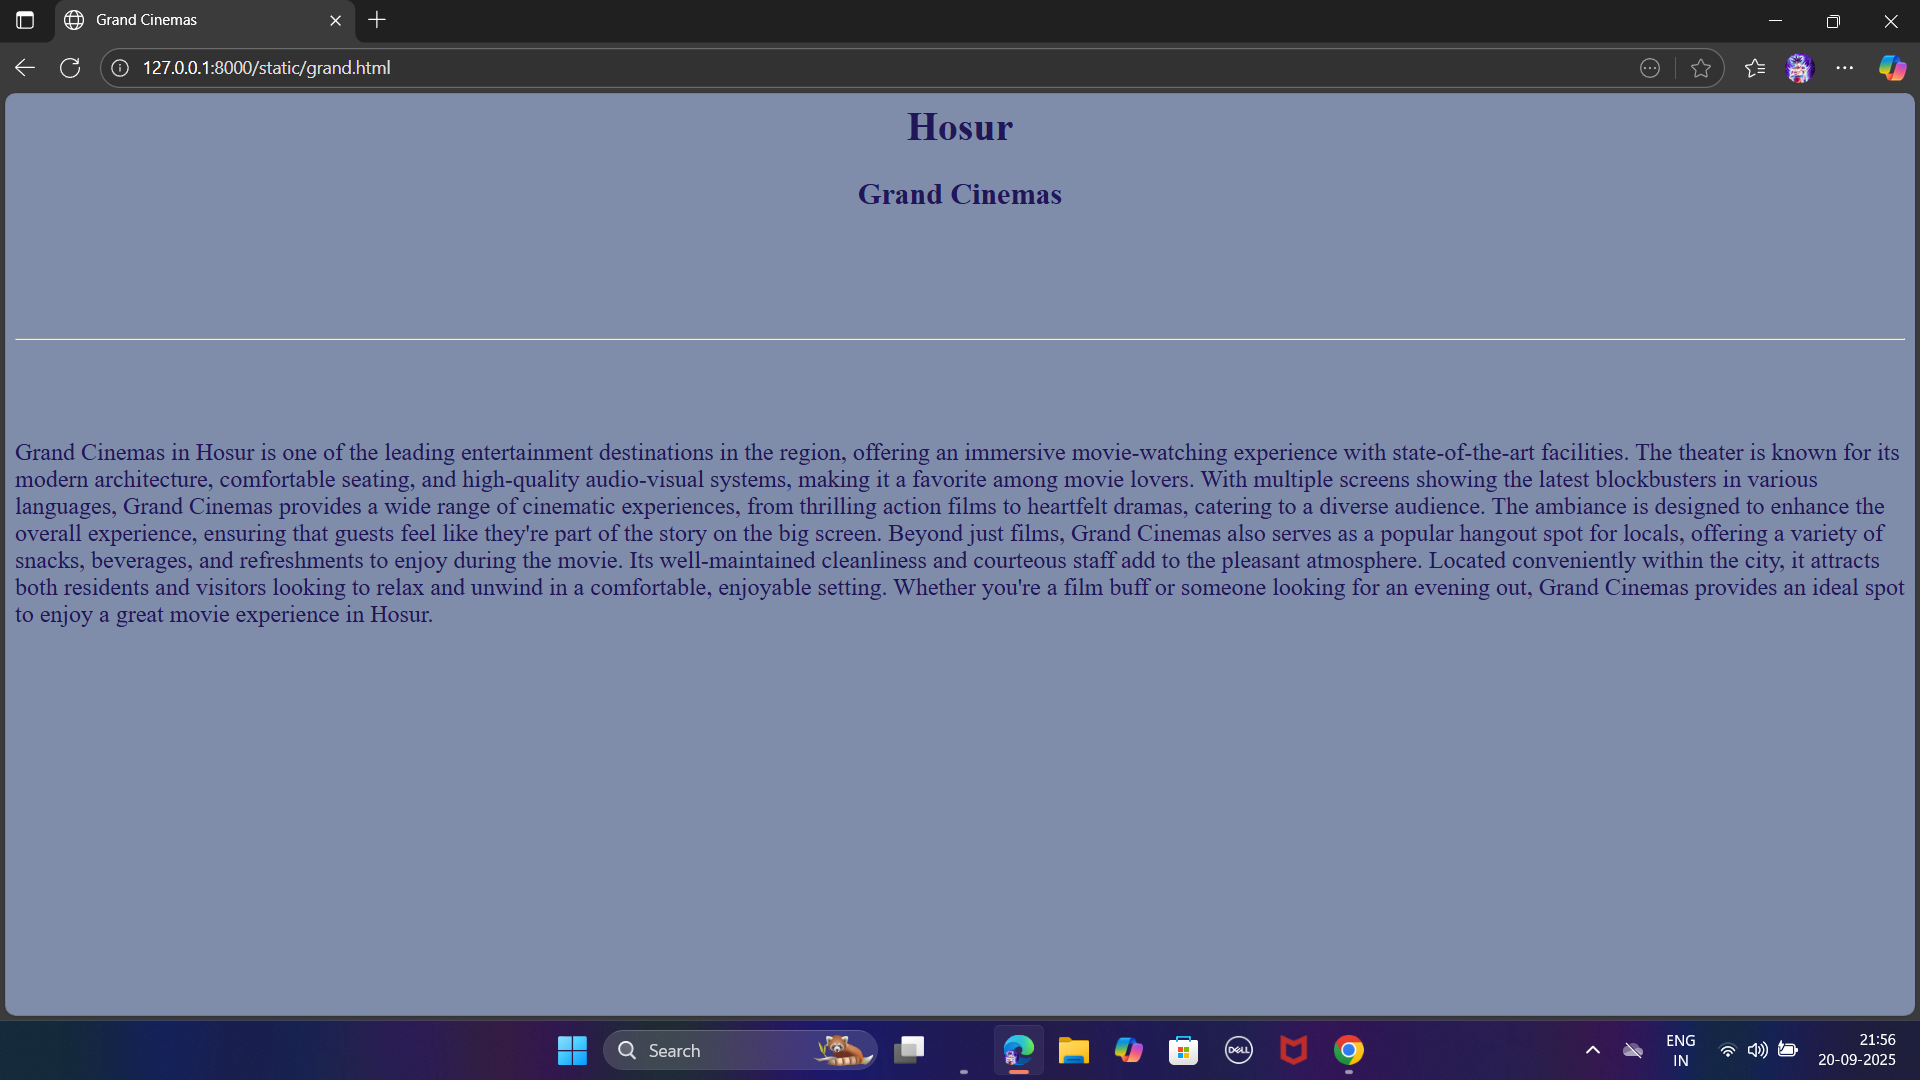 Grand Cinemas
127.0.0.1:8000/static/grand.html
Hosur
Grand Cinemas
Grand Cinemas in Hosur is one of the leading entertainment destinations in the region, offering an immersive movie-watching experience with state-of-the-art facilities. The theater is known for its
modern architecture, comfortable seating, and high-quality audio-visual systems, making it a favorite among movie lovers. With multiple screens showing the latest blockbusters in various
languages, Grand Cinemas provides a wide range of cinematic experiences, from thrilling action films to heartfelt dramas, catering to a diverse audience. The ambiance is designed to enhance the
overall experience, ensuring that guests feel like they're part of the story on the big screen. Beyond just films, Grand Cinemas also serves as a popular hangout spot for locals, offering a variety of
snacks, beverages, and refreshments to enjoy during the movie. Its well-maintained cleanliness and courteous staff add to the pleasant atmosphere. Located conveniently within the city, it attracts
both residents and visitors looking to relax and unwind in a comfortable, enjoyable setting. Whether you're a film buff or someone looking for an evening out, Grand Cinemas provides an ideal spot
to enjoy a great movie experience in Hosur.
Search
DELL
ENG
IN
21:56
20-09-2025